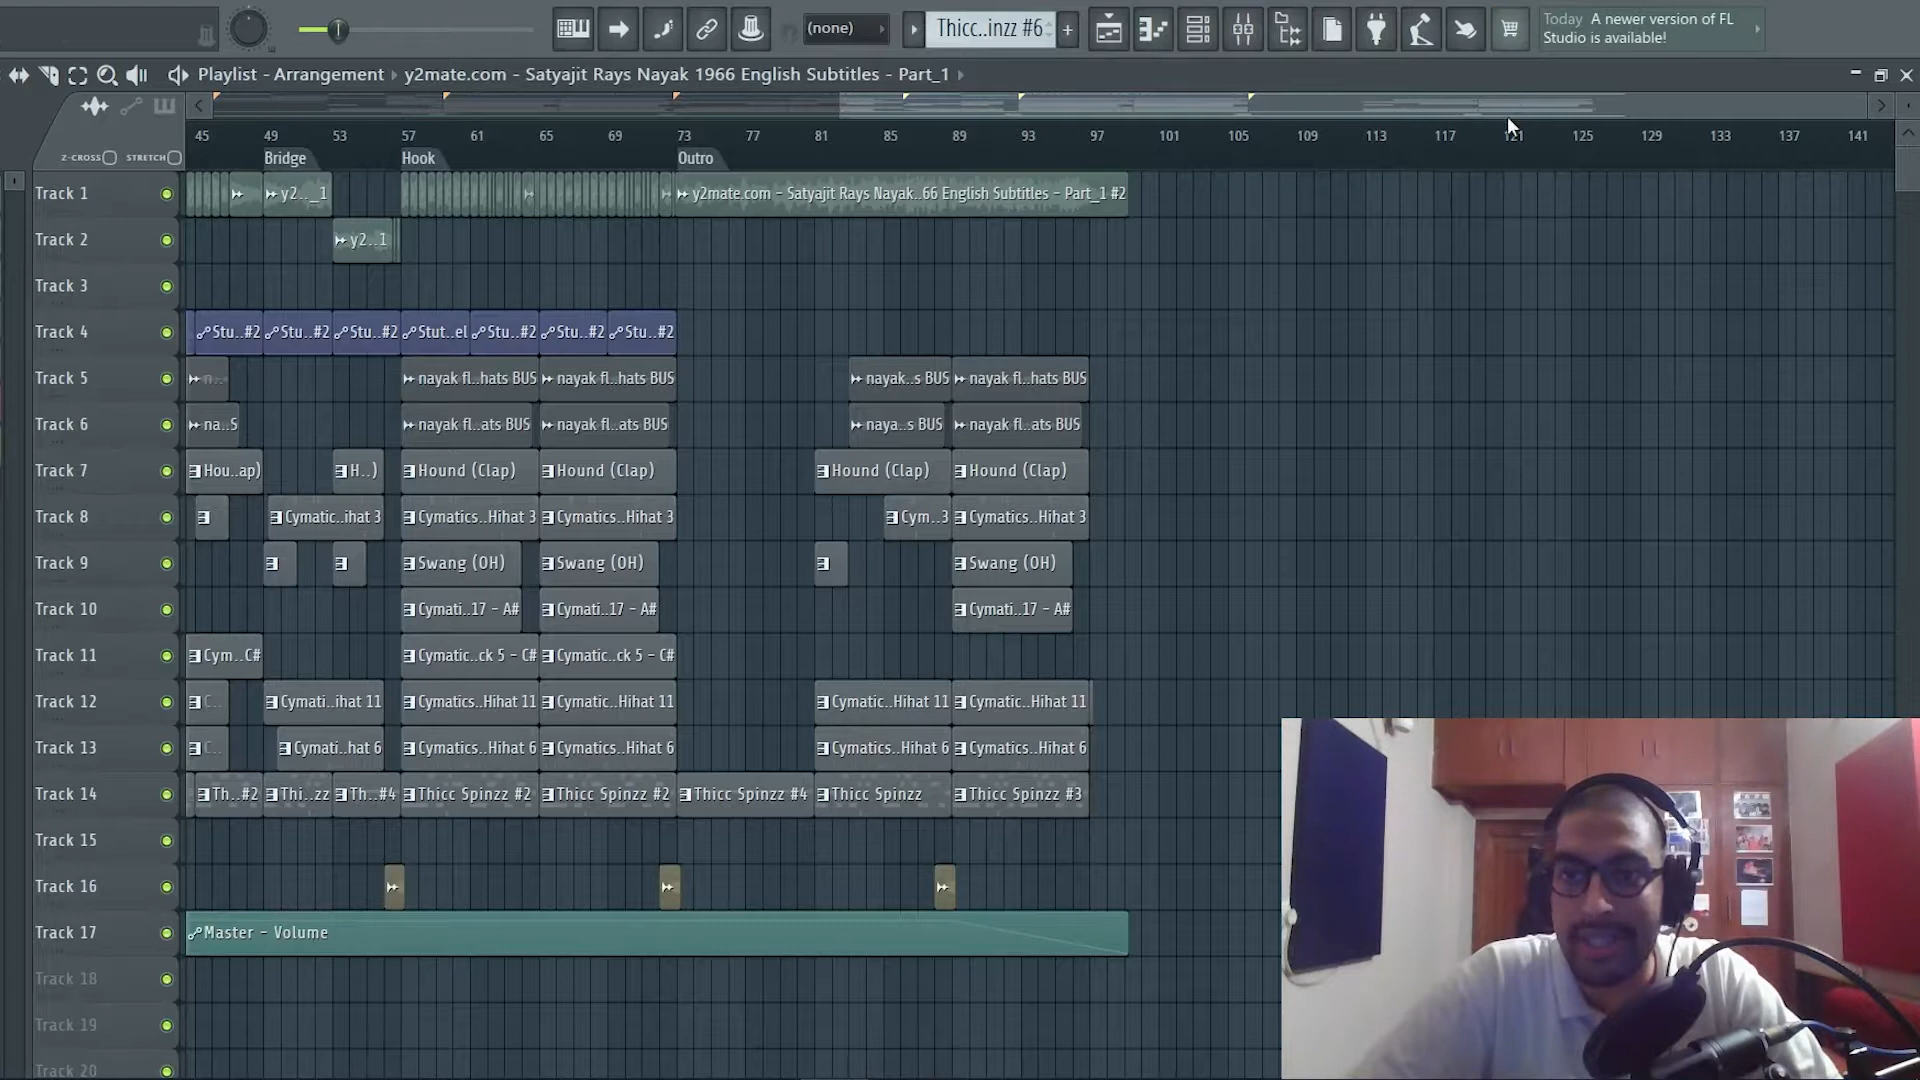 (none)
Thicc..inzz #6
Today A newer version of FL
Studio is available!
Playlist - Arrangement
y2mate.com - Satyajit Rays Nayak 1966 English Subtitles - Part_1
Z-CROSS STRETCH
45 49 53 57 61 65 69 73 77 81 85 89 93 97 101 105 109 113 117 121 125 129 133 137 141
Bridge Hook Outro
Track 1 y2.._1 y2mate.com - Satyajit Rays Nayak..66 English Subtitles - Part_1 #2
Track 2 y2..1
Track 3
Track 4 Stu..#2 Stu..#2 Stu..#2 Stut..el Stu..#2 Stu..#2 Stu..#2
Track 5 n.. nayak fl..hats BUS nayak fl..hats BUS nayak..s BUS nayak fl..hats BUS
Track 6 na..S nayak fl..ats BUS nayak fl..ats BUS naya..s BUS nayak fl..ats BUS
Track 7 Hou..ap) H..) Hound (Clap) Hound (Clap) Hound (Clap) Hound (Clap)
Track 8 Cymatic..ihat 3 Cymatics..Hihat 3 Cymatics..Hihat 3 Cym..3 Cymatics..Hihat 3
Track 9 Swang (OH) Swang (OH) Swang (OH)
Track 10 Cymati..17 - A# Cymati..17 - A# Cymati..17 - A#
Track 11 Cym..C# Cymatic..ck 5 - C# Cymatic..ck 5 - C#
Track 12 C.. Cymati..ihat 11 Cymatics..Hihat 11 Cymatic..Hihat 11 Cymatic..Hihat 11 Cymatic..Hihat 11
Track 13 C.. Cymati..hat 6 Cymatics..Hihat 6 Cymatics..Hihat 6 Cymatics..Hihat 6 Cymatics..Hihat 6
Track 14 Th..#2 Thi..zz Th..#4 Thicc Spinzz #2 Thicc Spinzz #2 Thicc Spinzz #4 Thicc Spinzz Thicc Spinzz #3
Track 15
Track 16
Track 17 Master - Volume
Track 18
Track 19
Track 20